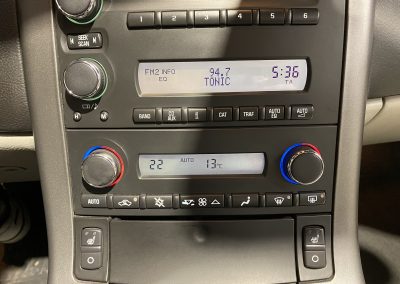 1 2 3 4 5 6
SEEK
SCAN
FM2 INFO 94.7 5:36
EQ TONIC TA
BAND CAT TRAF AUTO EQ AUTO
22 AUTO 13°C
AUTO